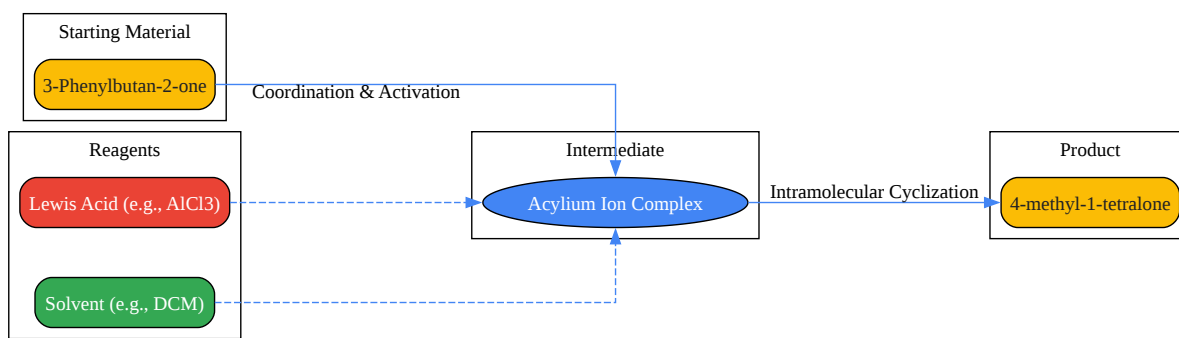 Starting Material
3-Phenylbutan-2-one
Coordination & Activation
Reagents
Lewis Acid (e.g., AlCl3)
Solvent (e.g., DCM)
Intermediate
Acylium Ion Complex
Intramolecular Cyclization
Product
4-methyl-1-tetralone